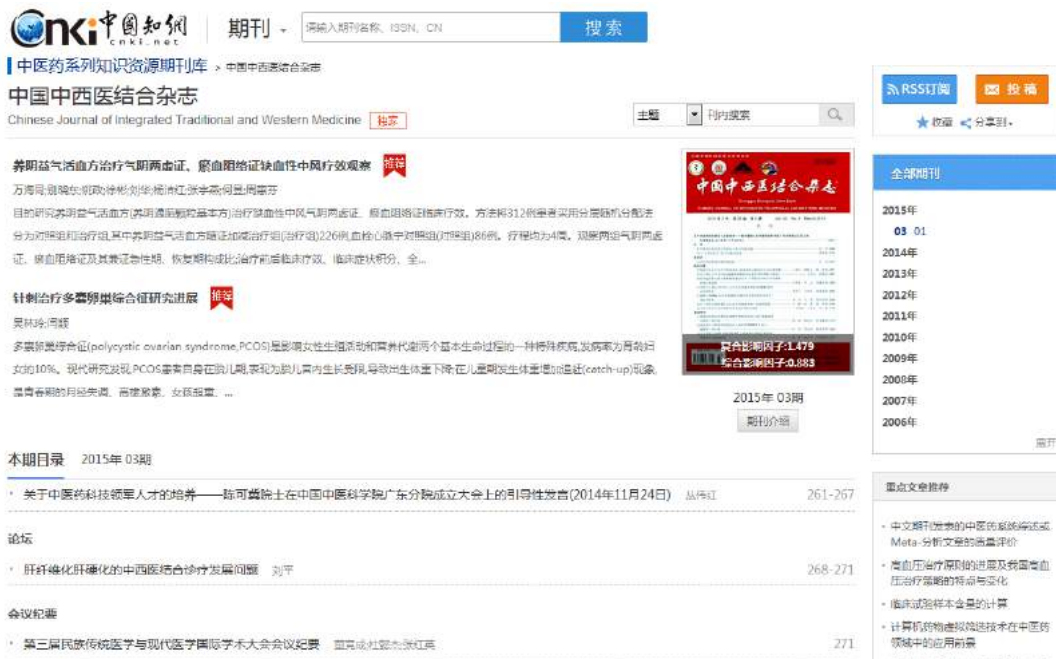 cnki中国知网
cnki.net
期刊
请输入期刊名称、ISSN、CN
搜索
中医药系列知识资源期刊库 > 中国中西医结合杂志
中国中西医结合杂志
Chinese Journal of Integrated Traditional and Western Medicine 独家
主题
刊内搜索
养阴益气活血方治疗气阴两虚证、瘀血阻络证缺血性中风疗效观察 推荐
目的研究养阴益气活血方(养阴通脑颗粒基本方)治疗缺血性中风气阴两虚证、瘀血阻络证临床疗效。方法将312例患者采用分层随机分配法
分为对照组和治疗组,其中养阴益气活血方随证加减治疗组(治疗组)226例,血栓心脉宁对照组(对照组)86例。疗程均为4周。观察两组气阴两虚
证、瘀血阻络证及其兼证急性期、恢复期构成比;治疗前后临床疗效、临床症状积分、全...
针刺治疗多囊卵巢综合征研究进展 推荐
多囊卵巢综合征(polycystic ovarian syndrome,PCOS)是影响女性生殖活动和营养代谢两个基本生命过程的一种特殊疾病,发病率为育龄妇
女的10%。现代研究发现,PCOS患者自身在胎儿期,表现为胎儿宫内生长受限,导致出生体重下降;在儿童期发生体重增加追赶(catch-up)现象,
是青春期的月经失调、高雄激素、女孩超重、...
中国中西医结合杂志
复合影响因子:1.479
综合影响因子:0.883
2015年 03期
期刊介绍
本期目录 2015年 03期
关于中医药科技领军人才的培养——陈可冀院士在中国中医科学院广东分院成立大会上的引导性发言(2014年11月24日) 丛伟红 261-267
论坛
肝纤维化肝硬化的中西医结合诊疗发展问题 刘平 268-271
会议纪要
第三届民族传统医学与现代医学国际学术大会会议纪要 271
RSS订阅
投稿
收藏
分享到
全部期刊
2015年
03 01
2014年
2013年
2012年
2011年
2010年
2009年
2008年
2007年
2006年
展开
重点文章推荐
中文期刊发表的中医药系统综述或
Meta-分析文章的质量评价
高血压治疗原则的进展及我国高血
压治疗策略的特点与变化
临床试验样本含量的计算
计算机药物虚拟筛选技术在中医药
领域中的应用前景